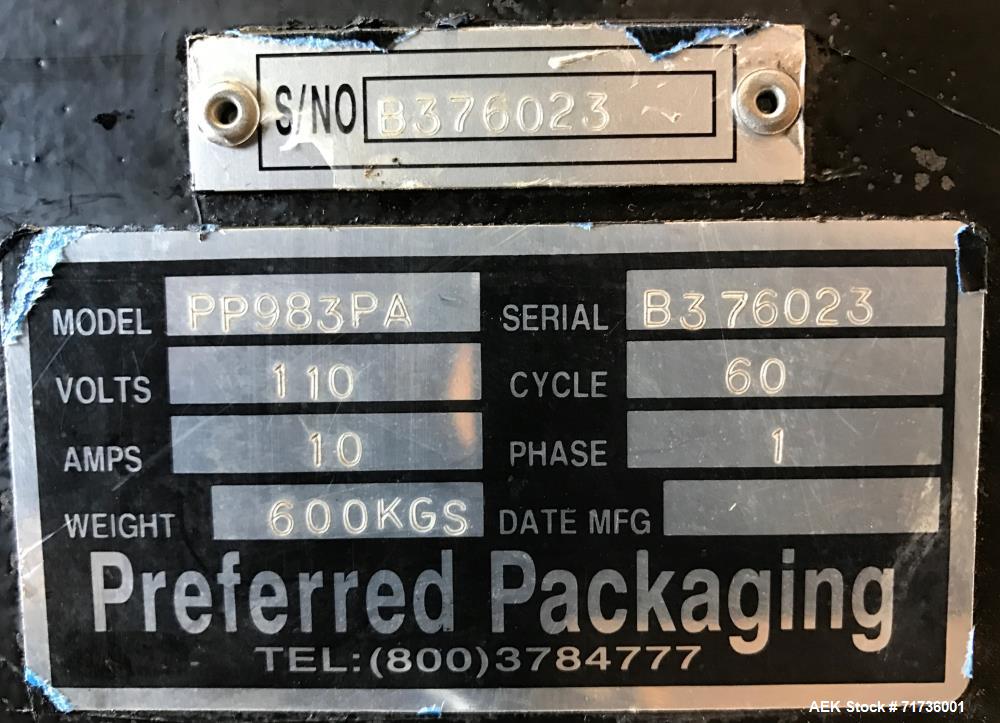 S/NO B376023
MODEL PP983PA SERIAL B376023
VOLTS 110 CYCLE 60
AMPS 10 PHASE 1
WEIGHT 600KGS DATE MFG
Preferred Packaging
TEL:(800)3784777
AEK Stock # 71736001